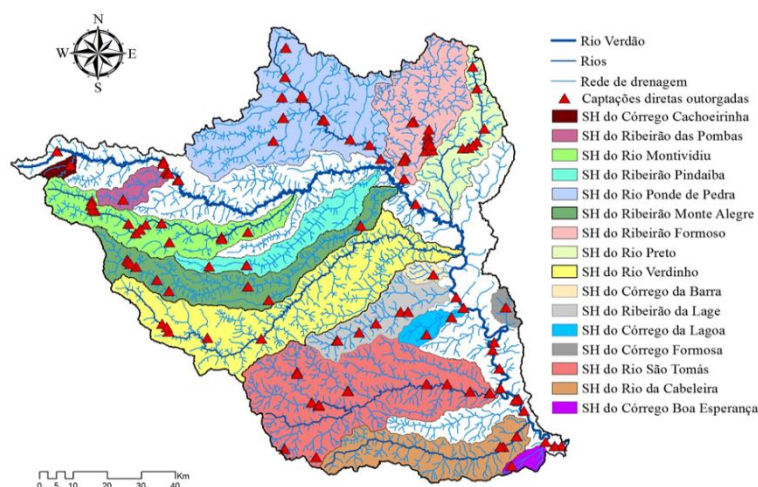 N
W
E
S
Rio Verdão
Rios
Rede de drenagem
Captações diretas outorgadas
SH do Córrego Cachoeirinha
SH do Ribeirão das Pombas
SH do Rio Montividiu
SH do Ribeirão Pindaíba
SH do Rio Ponde de Pedra
SH do Ribeirão Monte Alegre
SH do Ribeirão Formoso
SH do Rio Preto
SH do Rio Verdinho
SH do Córrego da Barra
SH do Ribeirão da Lage
SH do Córrego da Lagoa
SH do Córrego Formosa
SH do Rio São Tomás
SH do Rio da Cabeleira
SH do Córrego Boa Esperança
0 5 10 20 30 40 Km